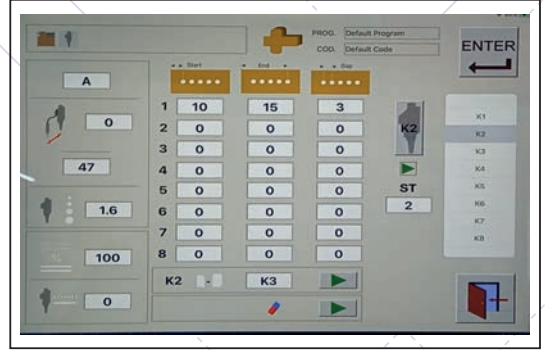 PROG. Default Program
COD. Default Code
ENTER
Start End Gap
A
1 10 15 3
K1
0
2 0 0 0
K2
K2
3 0 0 0
K3
47
4 0 0 0
K4
5 0 0 0
ST
K5
1.6
6 0 0 0
2
K6
7 0 0 0
K7
100
8 0 0 0
K8
K2 - K3
0